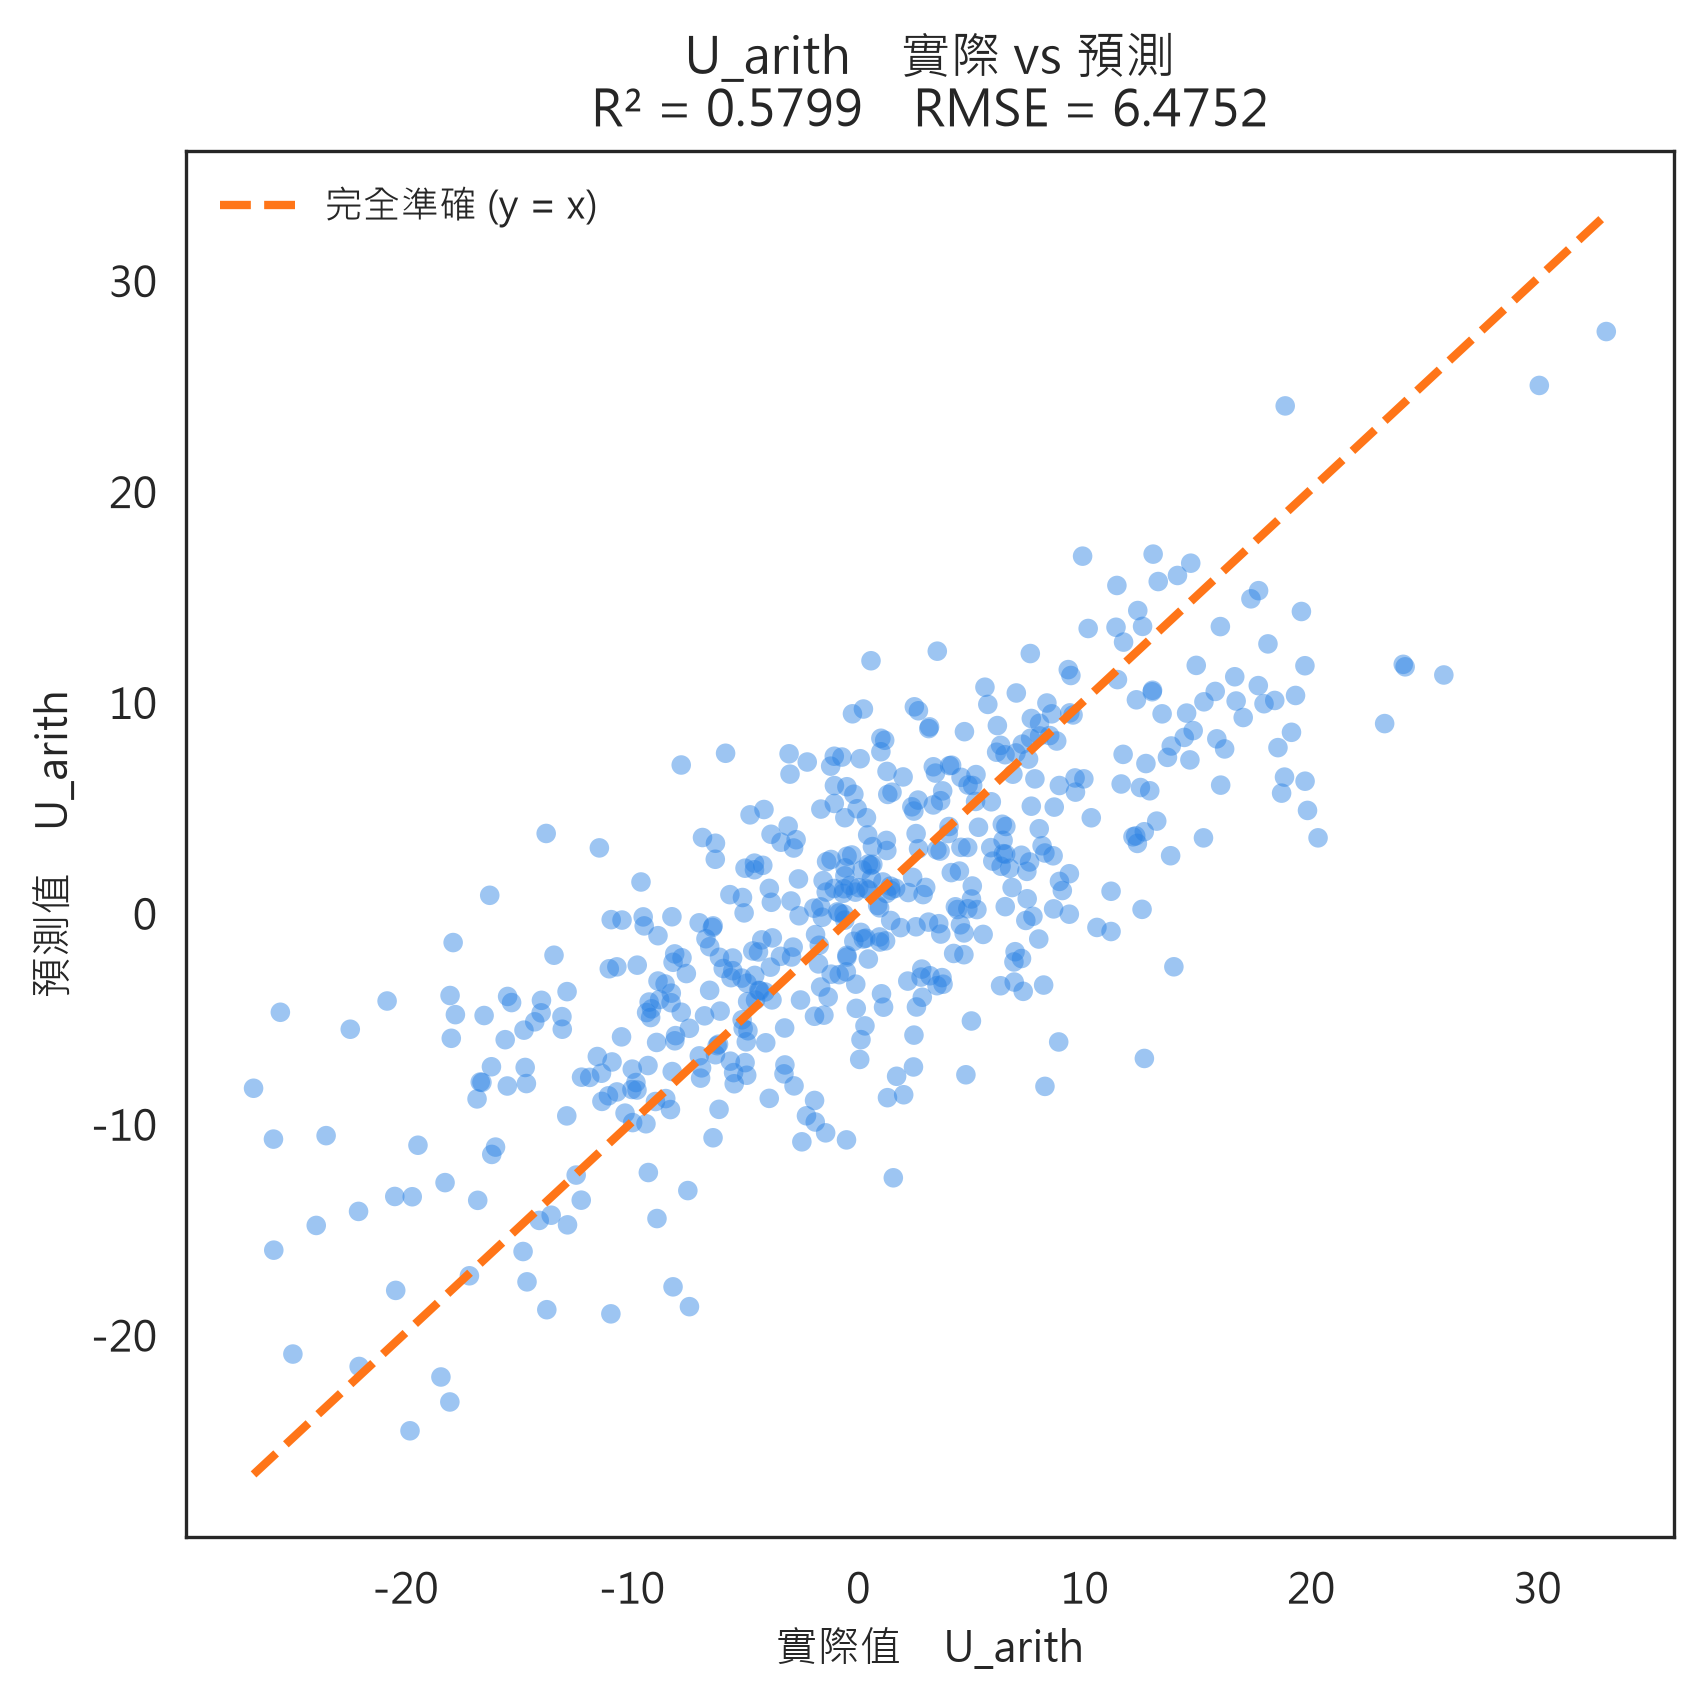 U_arith　實際 vs 預測
R² = 0.5799　RMSE = 6.4752
完全準確 (y = x)
30
20
10
0
-10
-20
預測值　U_arith
-20 -10 0 10 20 30
實際值　U_arith